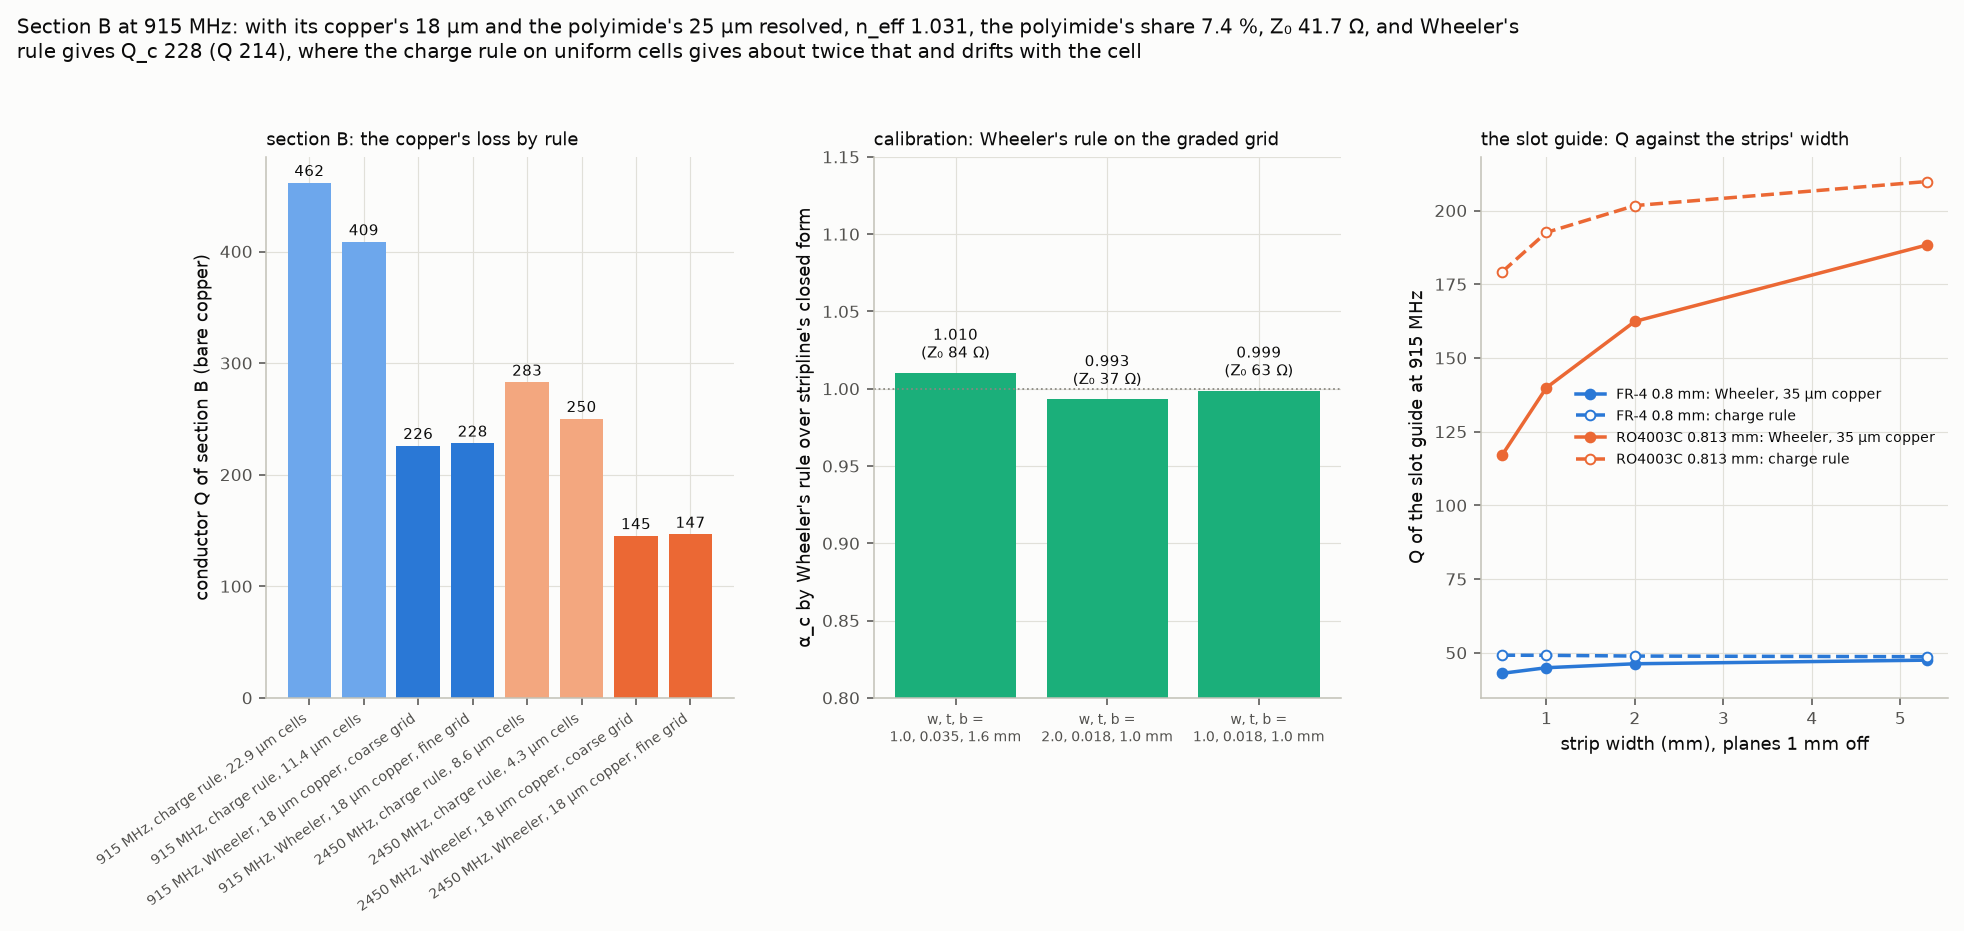 Section B at 915 MHz: with its copper's 18 µm and the polyimide's 25 µm resolved, n_eff 1.031, the polyimide's share 7.4 %, Z₀ 41.7 Ω, and Wheeler's
rule gives Q_c 228 (Q 214), where the charge rule on uniform cells gives about twice that and drifts with the cell
section B: the copper's loss by rule
conductor Q of section B (bare copper)
400
300
200
100
0
462
409
226
228
283
250
145
147
915 MHz, charge rule, 22.9 µm cells
915 MHz, charge rule, 11.4 µm cells
915 MHz, Wheeler, 18 µm copper, coarse grid
915 MHz, Wheeler, 18 µm copper, fine grid
2450 MHz, charge rule, 8.6 µm cells
2450 MHz, charge rule, 4.3 µm cells
2450 MHz, Wheeler, 18 µm copper, coarse grid
2450 MHz, Wheeler, 18 µm copper, fine grid
calibration: Wheeler's rule on the graded grid
α_c by Wheeler's rule over stripline's closed form
1.15
1.10
1.05
1.00
0.95
0.90
0.85
0.80
1.010
(Z₀ 84 Ω)
0.993
(Z₀ 37 Ω)
0.999
(Z₀ 63 Ω)
w, t, b =
1.0, 0.035, 1.6 mm
w, t, b =
2.0, 0.018, 1.0 mm
w, t, b =
1.0, 0.018, 1.0 mm
the slot guide: Q against the strips' width
Q of the slot guide at 915 MHz
200
175
150
125
100
75
50
FR-4 0.8 mm: Wheeler, 35 µm copper
FR-4 0.8 mm: charge rule
RO4003C 0.813 mm: Wheeler, 35 µm copper
RO4003C 0.813 mm: charge rule
1
2
3
4
5
strip width (mm), planes 1 mm off